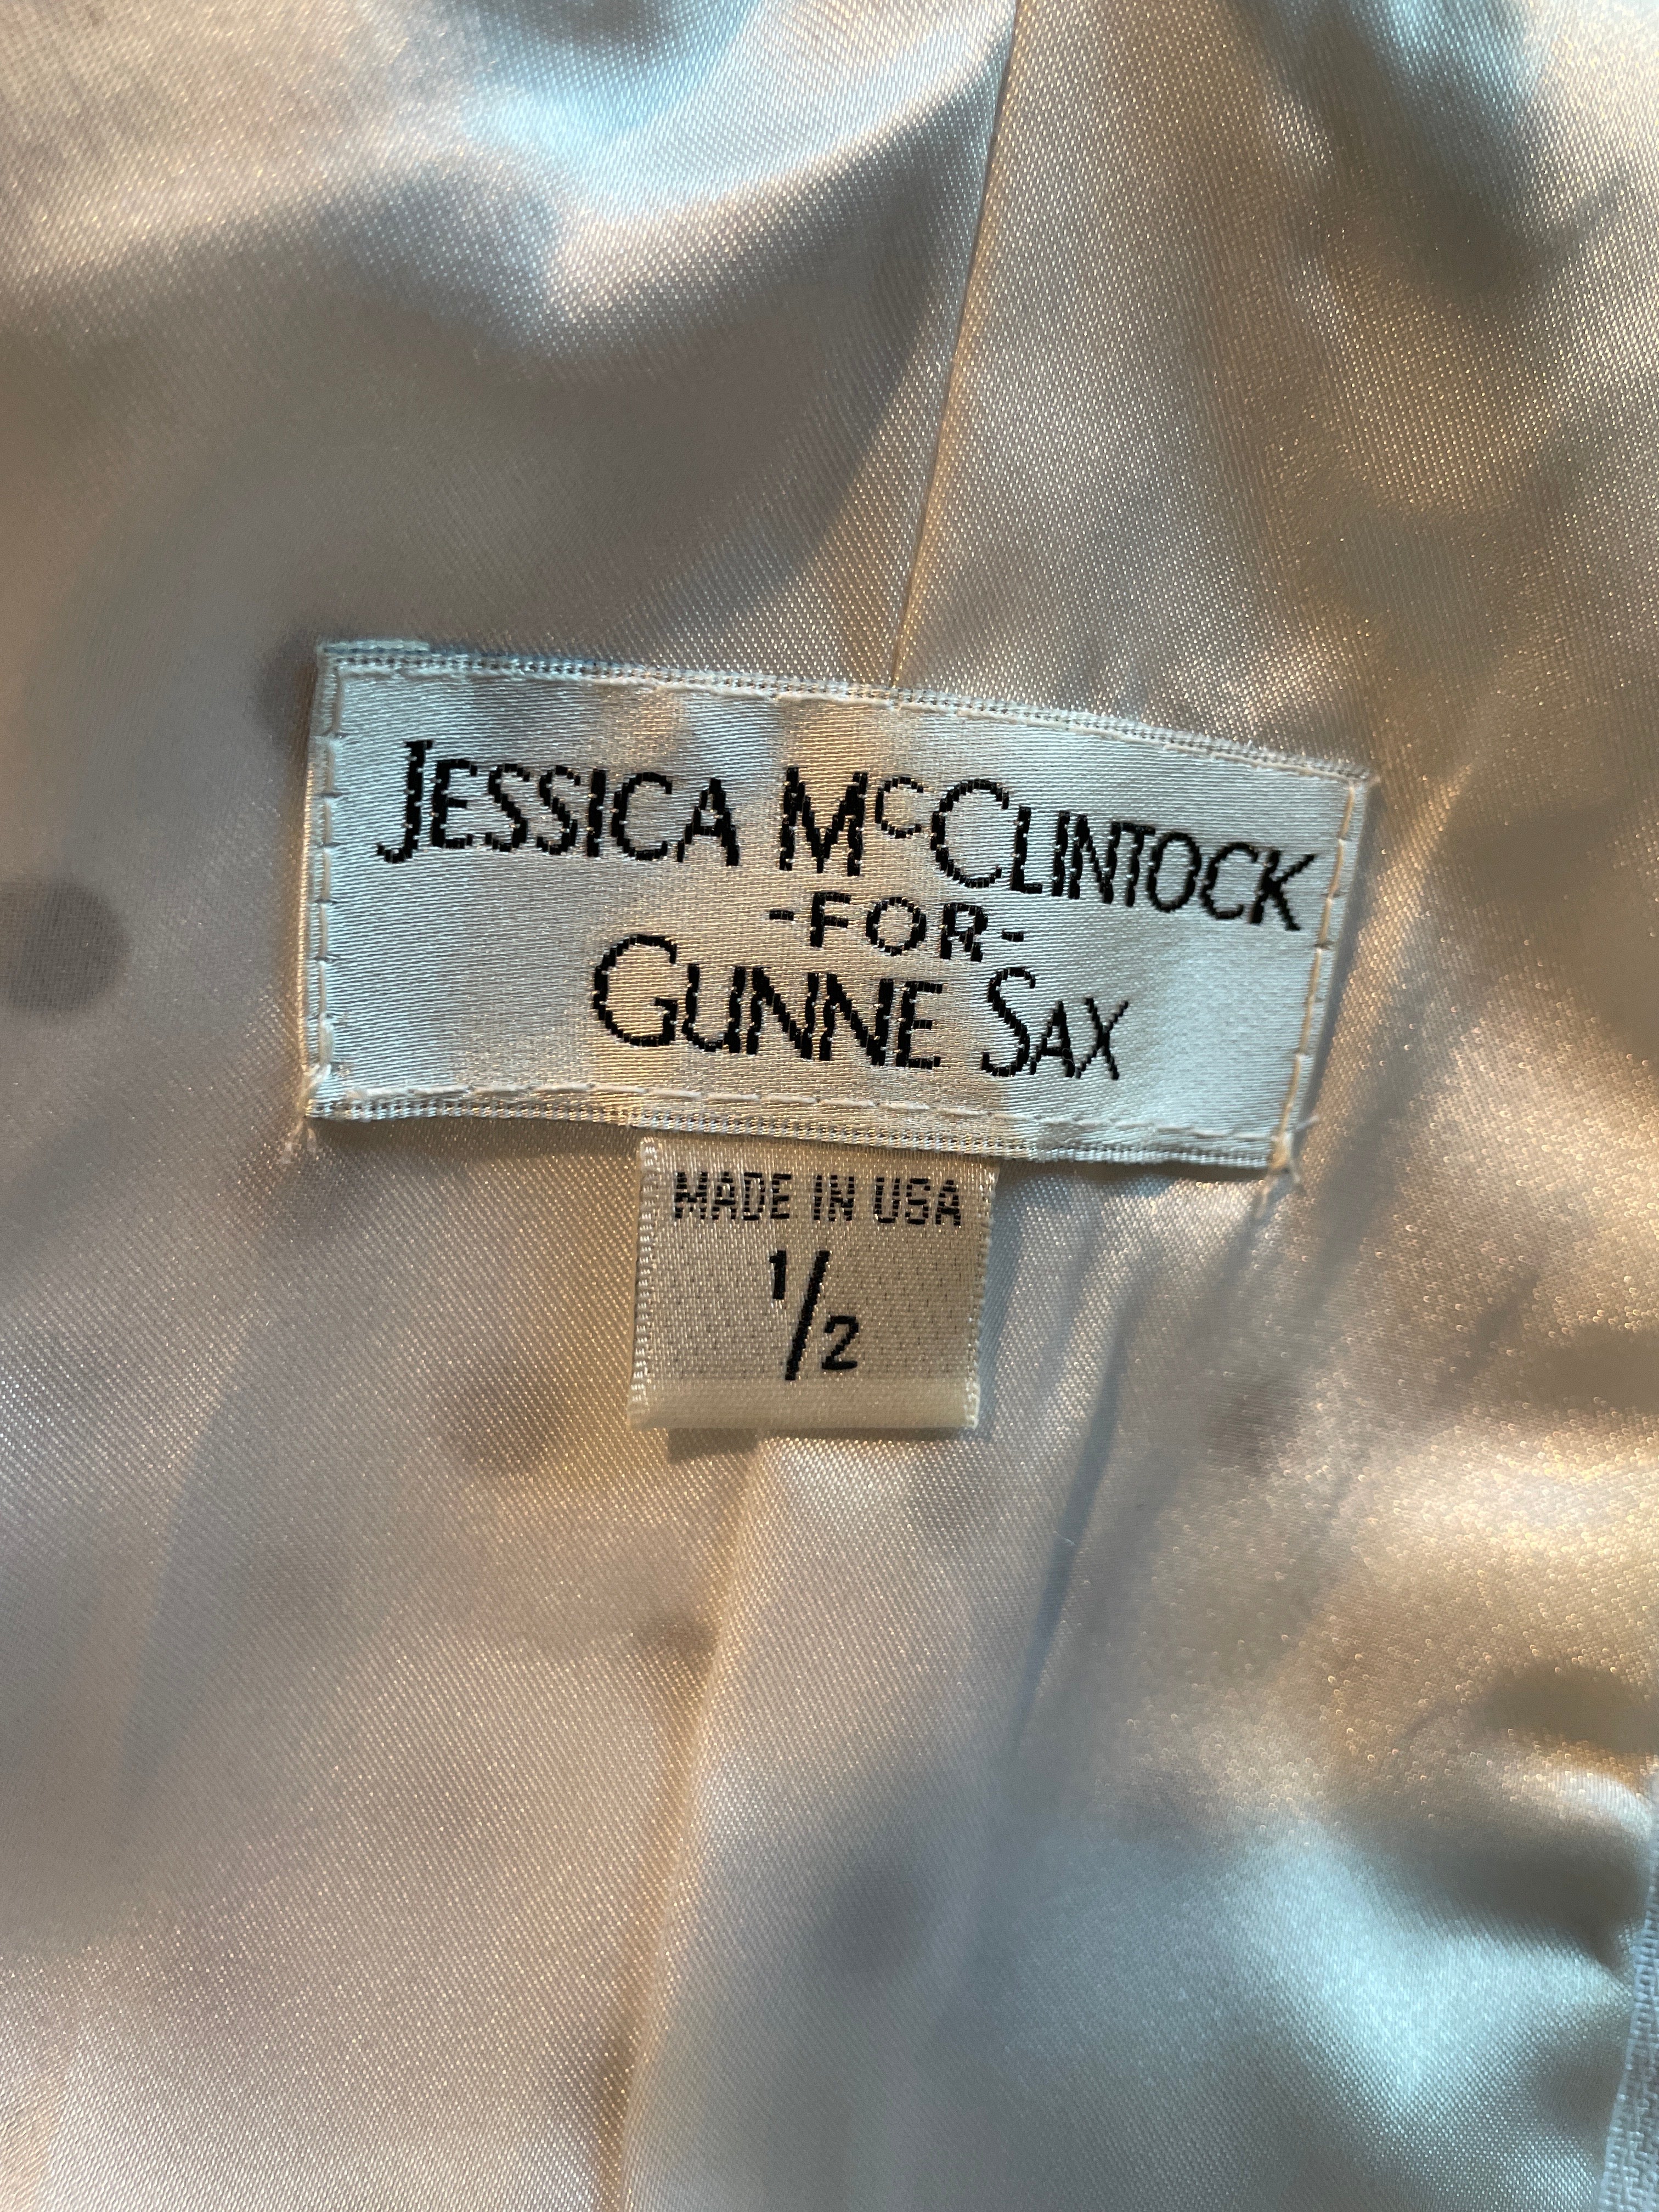 JESSICA McCLINTOCK
-FOR-
GUNNE SAX
MADE IN USA
1/2